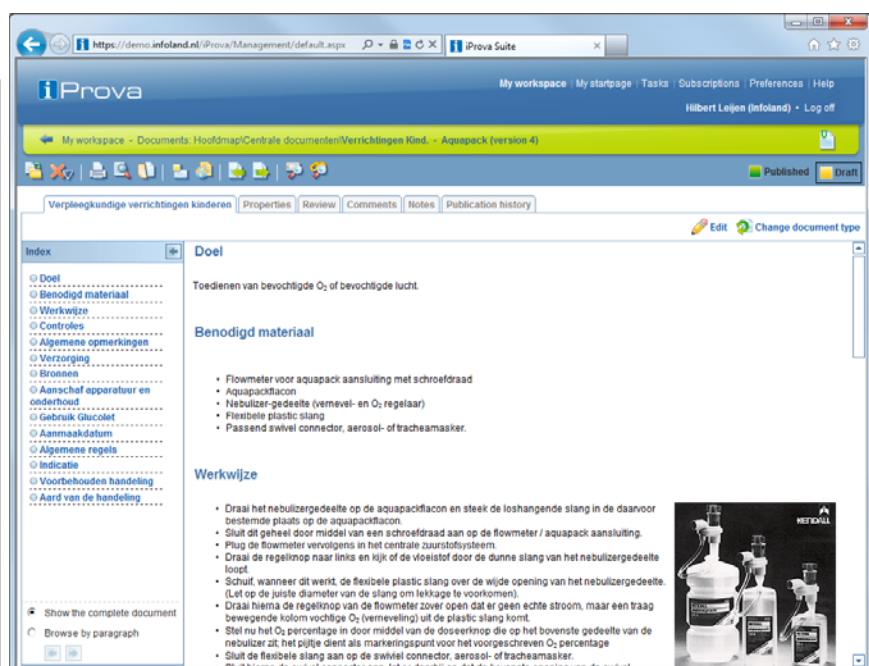 https://demo.infoland.nl/iProva/Management/default.aspx
iProva Suite
iProva
My workspace | My startpage | Tasks | Subscriptions | Preferences | Help
Hilbert Leijen (Infoland) • Log off
My workspace - Documents: Hoofdmap\Centrale documenten\Verrichtingen Kind. - Aquapack (version 4)
Published
Draft
Verpleegkundige verrichtingen kinderen
Properties
Review
Comments
Notes
Publication history
Edit
Change document type
Index
Doel
Benodigd materiaal
Werkwijze
Controles
Algemene opmerkingen
Verzorging
Bronnen
Aanschaf apparatuur en
onderhoud
Gebruik Glucolet
Aanmaakdatum
Algemene regels
Indicatie
Voorbehouden handeling
Aard van de handeling
Show the complete document
Browse by paragraph
Doel
Toedienen van bevochtigde O₂ of bevochtigde lucht.
Benodigd materiaal
• Flowmeter voor aquapack aansluiting met schroefdraad
• Aquapackflacon
• Nebulizer-gedeelte (vernevel- en O₂ regelaar)
• Flexibele plastic slang
• Passend swivel connector, aerosol- of tracheamasker.
Werkwijze
• Draai het nebulizergedeelte op de aquapackflacon en steek de loshangende slang in de daarvoor
bestemde plaats op de aquapackflacon.
• Sluit dit geheel door middel van een schroefdraad aan op de flowmeter / aquapack aansluiting.
• Plug de flowmeter vervolgens in het centrale zuurstofsysteem.
• Draai de regelknop naar links en kijk of de vloeistof door de dunne slang van het nebulizergedeelte
loopt.
• Schuif, wanneer dit werkt, de flexibele plastic slang over de wijde opening van het nebulizergedeelte.
(Let op de juiste diameter van de slang om lekkage te voorkomen).
• Draai hierna de regelknop van de flowmeter zover open dat er geen echte stroom, maar een traag
bewegende kolom vochtige O₂ (verneveling) uit de plastic slang komt.
• Stel nu het O₂ percentage in door middel van de doseerknop die op het bovenste gedeelte van de
nebulizer zit; het pijltje dient als markeringspunt voor het voorgeschreven O₂ percentage
• Sluit de flexibele slang aan op de swiviel connector, aerosol- of tracheamasker.
KENDALL